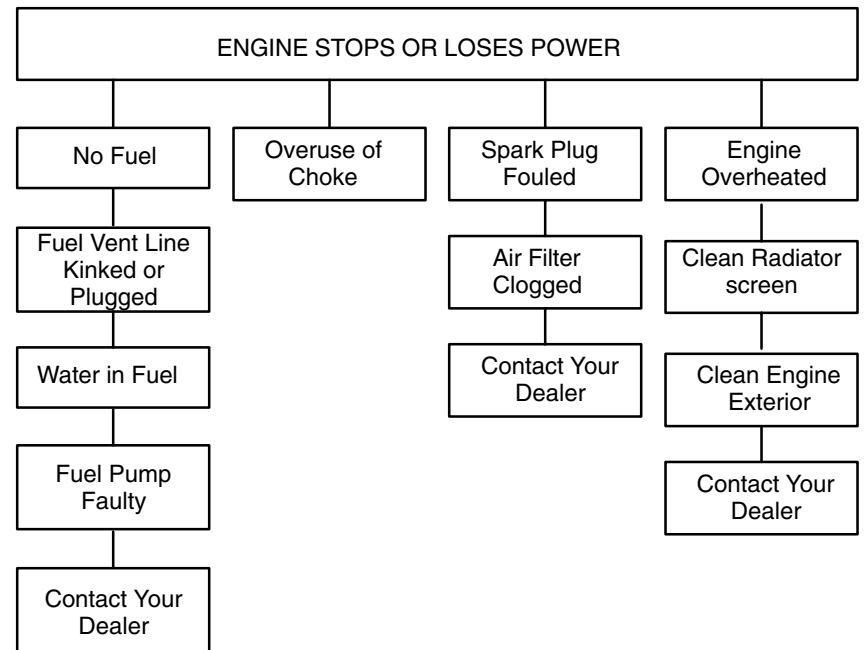 ENGINE STOPS OR LOSES POWER
No Fuel
Fuel Vent Line
Kinked or
Plugged
Water in Fuel
Fuel Pump
Faulty
Contact Your
Dealer
Overuse of
Choke
Spark Plug
Fouled
Air Filter
Clogged
Contact Your
Dealer
Engine
Overheated
Clean Radiator
screen
Clean Engine
Exterior
Contact Your
Dealer